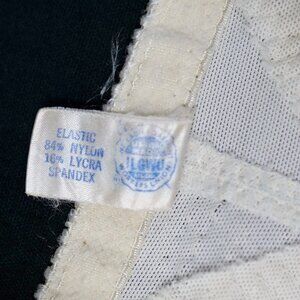 ELASTIC
84% NYLON
16% LYCRA
SPANDEX
ILGWU